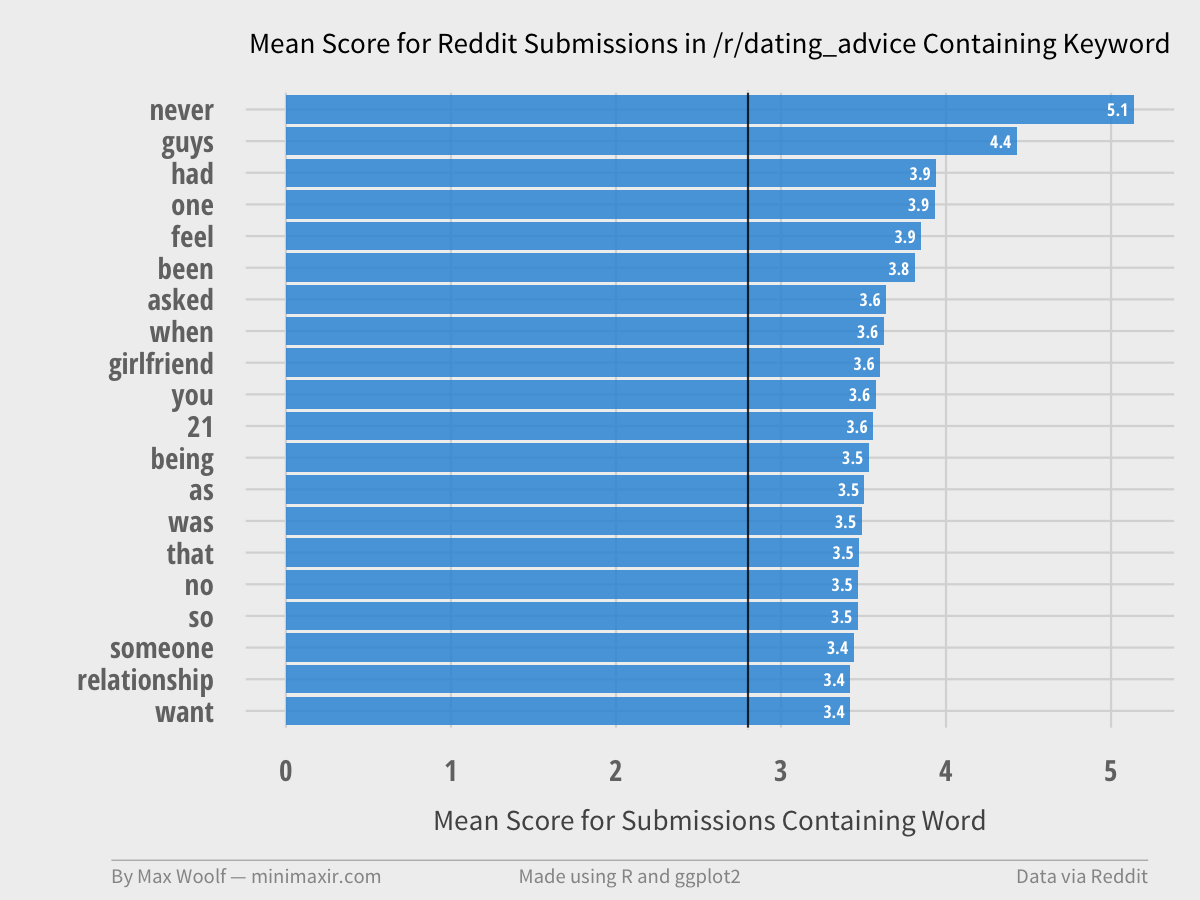 Mean Score for Reddit Submissions in /r/dating_advice Containing Keyword
never 5.1
guys 4.4
had 3.9
one 3.9
feel 3.9
been 3.8
asked 3.6
when 3.6
girlfriend 3.6
you 3.6
21 3.6
being 3.5
as 3.5
was 3.5
that 3.5
no 3.5
so 3.5
someone 3.4
relationship 3.4
want 3.4
0 1 2 3 4 5
Mean Score for Submissions Containing Word
By Max Woolf — minimaxir.com Made using R and ggplot2 Data via Reddit